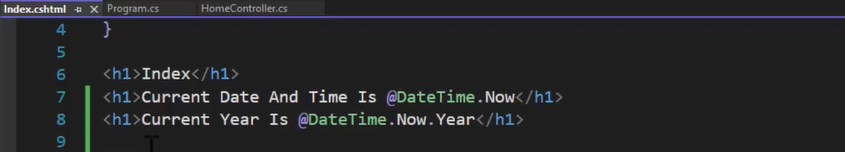 Index.cshtml Program.cs HomeController.cs
4 }
5
6 <h1>Index</h1>
7 <h1>Current Date And Time Is @DateTime.Now</h1>
8 <h1>Current Year Is @DateTime.Now.Year</h1>
9